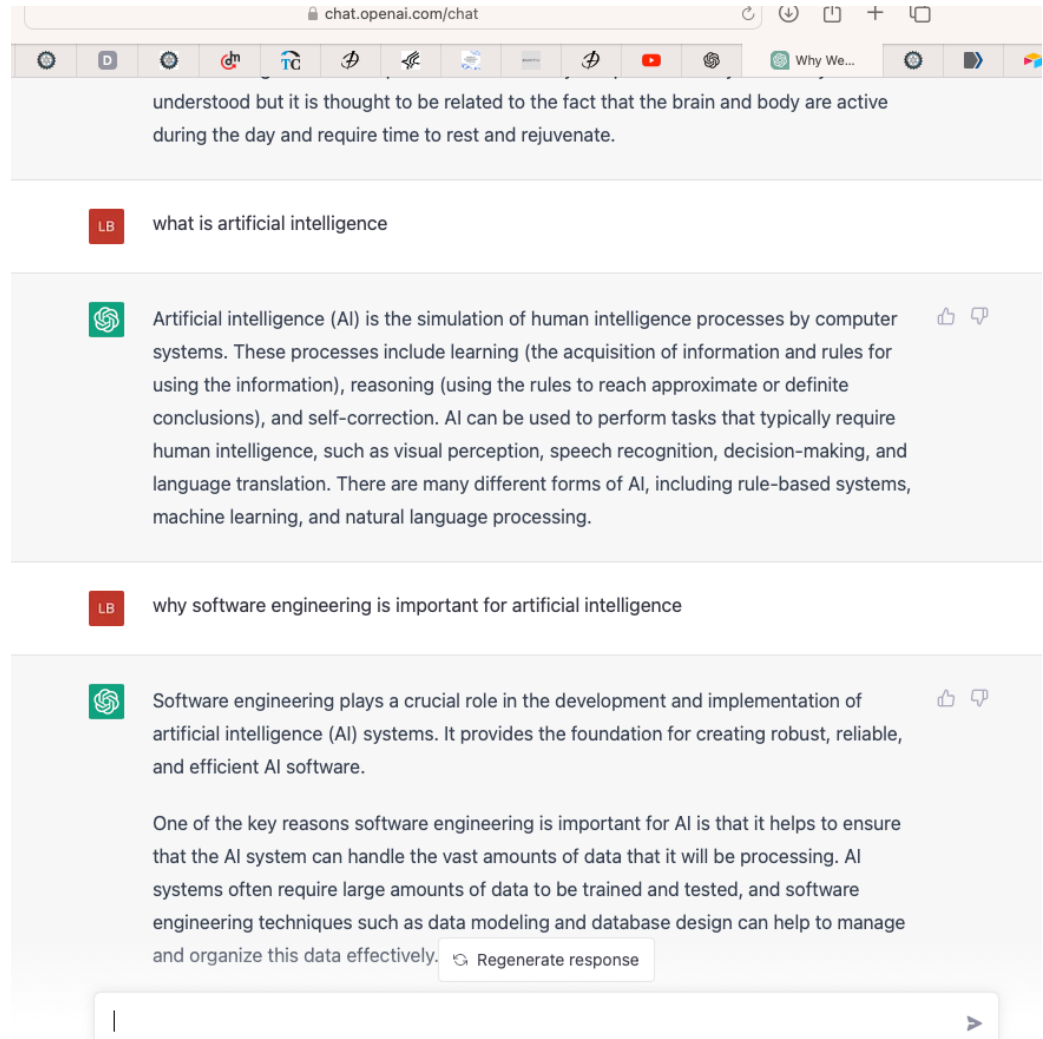 chat.openai.com/chat
D
TC
Why We...
understood but it is thought to be related to the fact that the brain and body are active
during the day and require time to rest and rejuvenate.
LB
what is artificial intelligence
Artificial intelligence (AI) is the simulation of human intelligence processes by computer
systems. These processes include learning (the acquisition of information and rules for
using the information), reasoning (using the rules to reach approximate or definite
conclusions), and self-correction. AI can be used to perform tasks that typically require
human intelligence, such as visual perception, speech recognition, decision-making, and
language translation. There are many different forms of AI, including rule-based systems,
machine learning, and natural language processing.
LB
why software engineering is important for artificial intelligence
Software engineering plays a crucial role in the development and implementation of
artificial intelligence (AI) systems. It provides the foundation for creating robust, reliable,
and efficient AI software.
One of the key reasons software engineering is important for AI is that it helps to ensure
that the AI system can handle the vast amounts of data that it will be processing. AI
systems often require large amounts of data to be trained and tested, and software
engineering techniques such as data modeling and database design can help to manage
and organize this data effectively.
Regenerate response